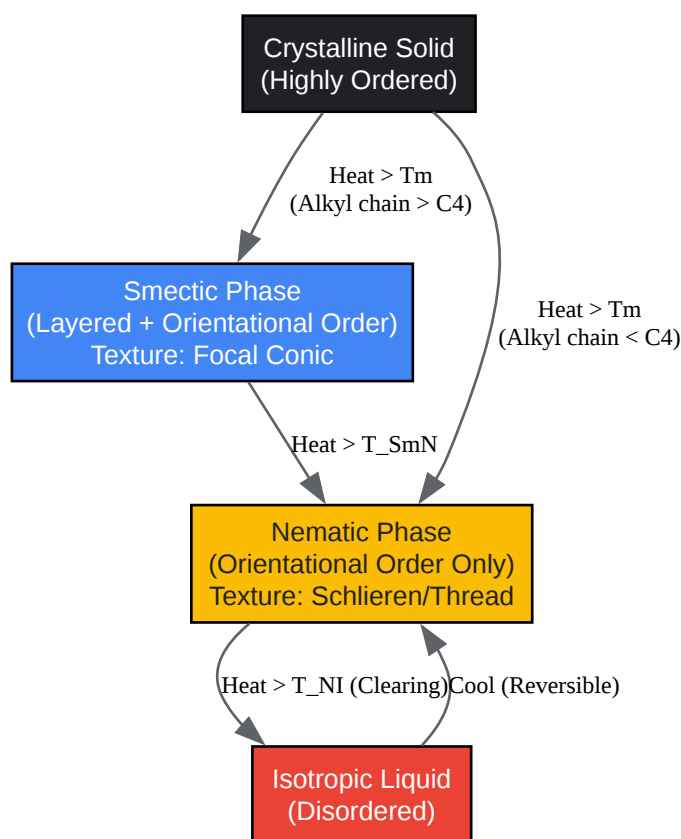 Crystalline Solid
(Highly Ordered)
Heat > Tm
(Alkyl chain > C4)
Smectic Phase
(Layered + Orientational Order)
Texture: Focal Conic
Heat > Tm
(Alkyl chain < C4)
Heat > T_SmN
Nematic Phase
(Orientational Order Only)
Texture: Schlieren/Thread
Heat > T_NI (Clearing)
Cool (Reversible)
Isotropic Liquid
(Disordered)